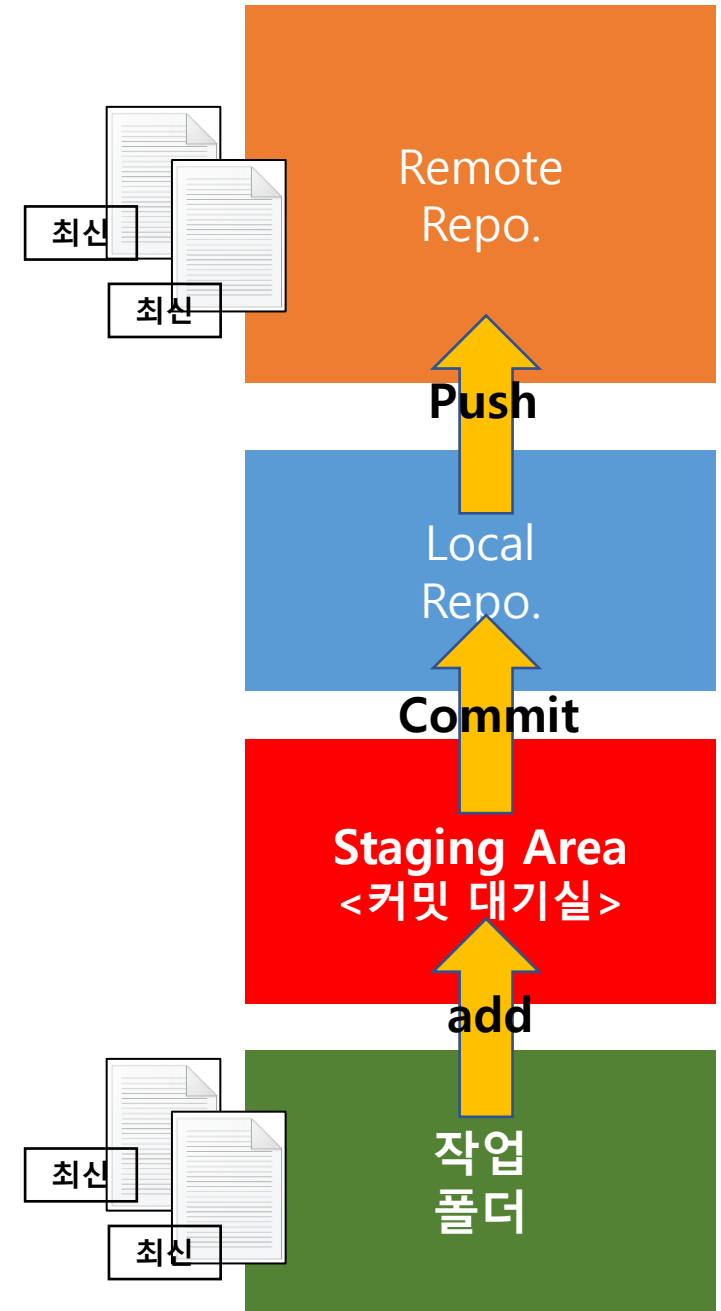 Remote
Repo.
최신
최신
Push
Local
Repo.
Commit
Staging Area
<커밋 대기실>
add
작업
폴더
최신
최신